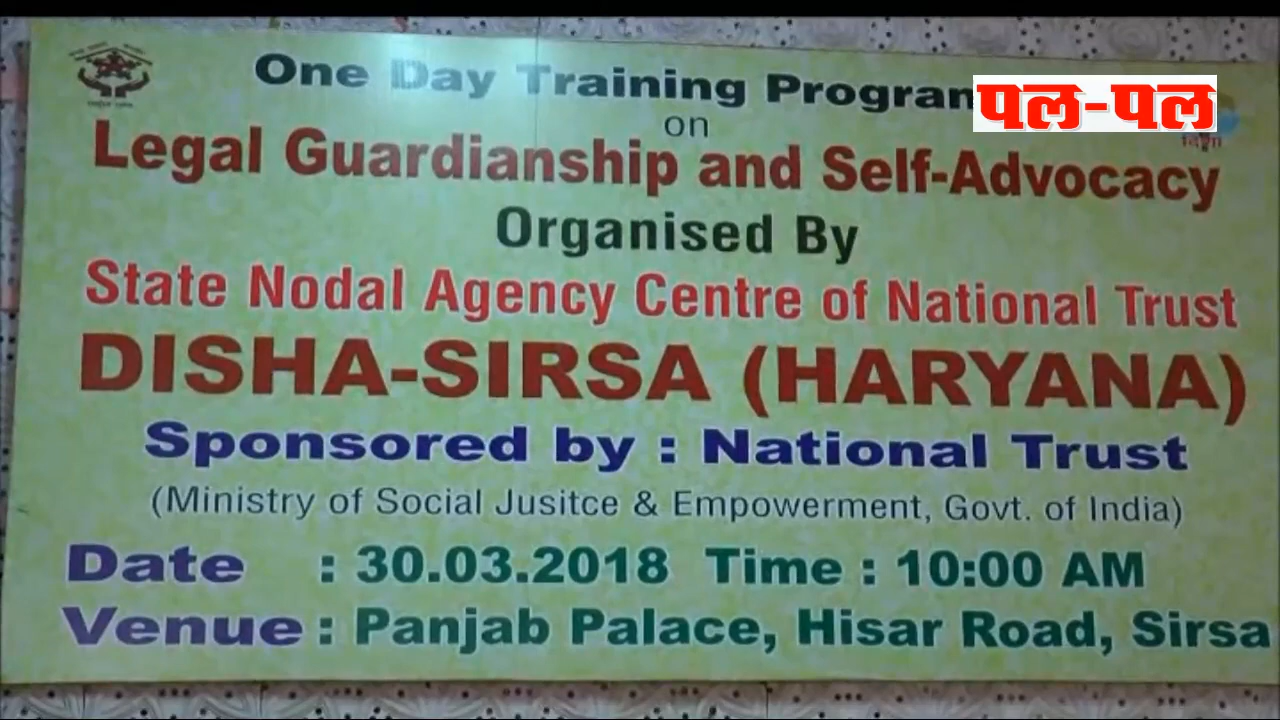 One Day Training Program
पल-पल
दिशा
on
Legal Guardianship and Self-Advocacy
Organised By
State Nodal Agency Centre of National Trust
DISHA-SIRSA (HARYANA)
Sponsored by : National Trust
(Ministry of Social Jusitce & Empowerment, Govt. of India)
Date : 30.03.2018 Time : 10:00 AM
Venue : Panjab Palace, Hisar Road, Sirsa